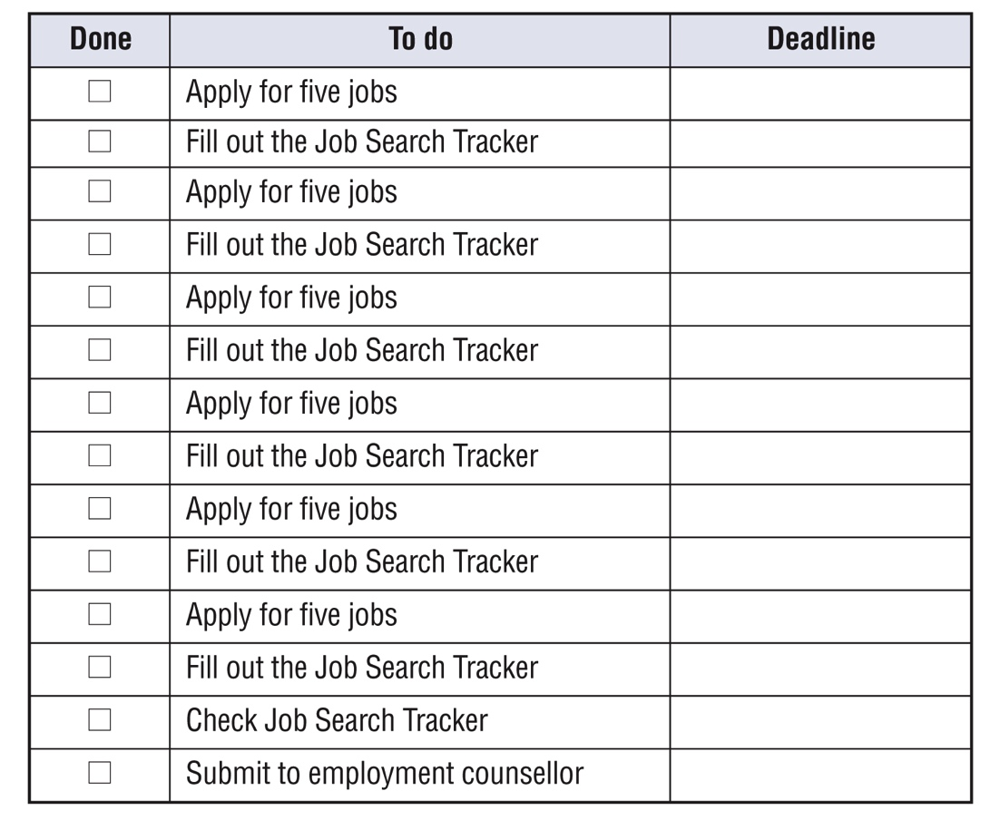 Done To do Deadline
Apply for five jobs
Fill out the Job Search Tracker
Apply for five jobs
Fill out the Job Search Tracker
Apply for five jobs
Fill out the Job Search Tracker
Apply for five jobs
Fill out the Job Search Tracker
Apply for five jobs
Fill out the Job Search Tracker
Apply for five jobs
Fill out the Job Search Tracker
Check Job Search Tracker
Submit to employment counsellor